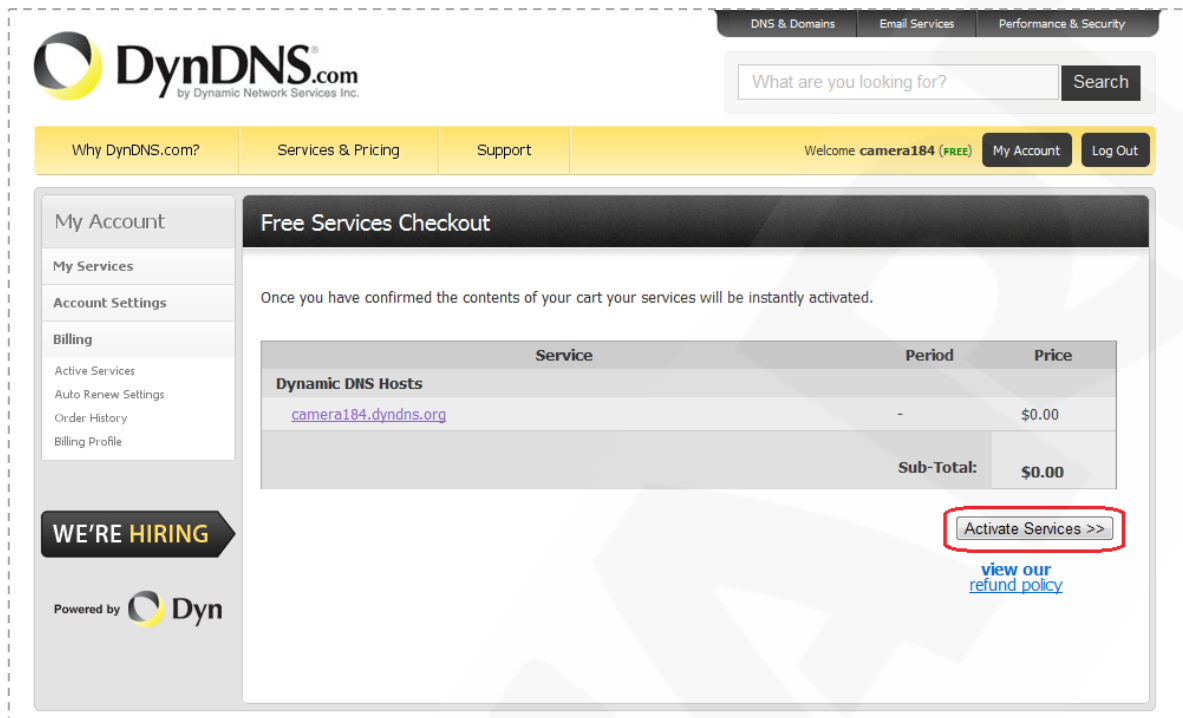 DNS & Domains Email Services Performance & Security
DynDNS.com
by Dynamic Network Services Inc.
What are you looking for? Search
Why DynDNS.com? Services & Pricing Support Welcome camera184 (FREE) My Account Log Out
My Account
My Services
Account Settings
Billing
Active Services
Auto Renew Settings
Order History
Billing Profile
WE'RE HIRING
Powered by Dyn
Free Services Checkout
Once you have confirmed the contents of your cart your services will be instantly activated.
Service Period Price
Dynamic DNS Hosts
camera184.dyndns.org - $0.00
Sub-Total: $0.00
Activate Services >>
view our
refund policy